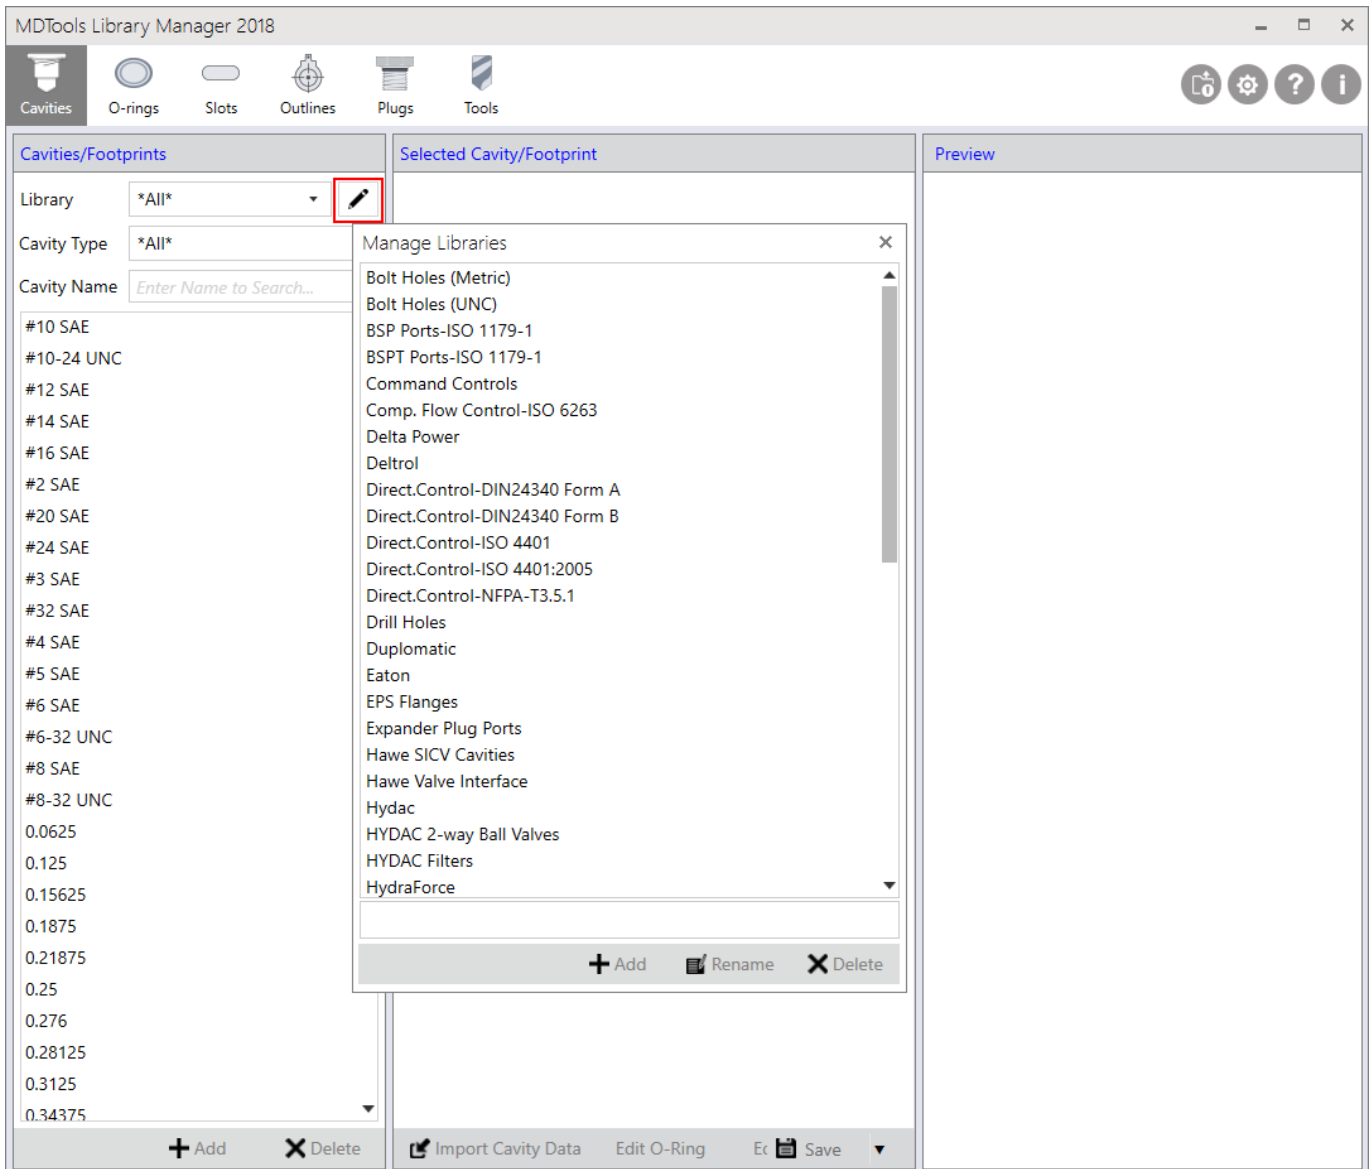 MDTools Library Manager 2018
Cavities
O-rings
Slots
Outlines
Plugs
Tools
Cavities/Footprints
Selected Cavity/Footprint
Preview
Library
*All*
Cavity Type
*All*
Cavity Name
Enter Name to Search...
#10 SAE
#10-24 UNC
#12 SAE
#14 SAE
#16 SAE
#2 SAE
#20 SAE
#24 SAE
#3 SAE
#32 SAE
#4 SAE
#5 SAE
#6 SAE
#6-32 UNC
#8 SAE
#8-32 UNC
0.0625
0.125
0.15625
0.1875
0.21875
0.25
0.276
0.28125
0.3125
0.34375
Add
Delete
Manage Libraries
Bolt Holes (Metric)
Bolt Holes (UNC)
BSP Ports-ISO 1179-1
BSPT Ports-ISO 1179-1
Command Controls
Comp. Flow Control-ISO 6263
Delta Power
Deltrol
Direct.Control-DIN24340 Form A
Direct.Control-DIN24340 Form B
Direct.Control-ISO 4401
Direct.Control-ISO 4401:2005
Direct.Control-NFPA-T3.5.1
Drill Holes
Duplomatic
Eaton
EPS Flanges
Expander Plug Ports
Hawe SICV Cavities
Hawe Valve Interface
Hydac
HYDAC 2-way Ball Valves
HYDAC Filters
HydraForce
Add
Rename
Delete
Import Cavity Data
Edit O-Ring
Save